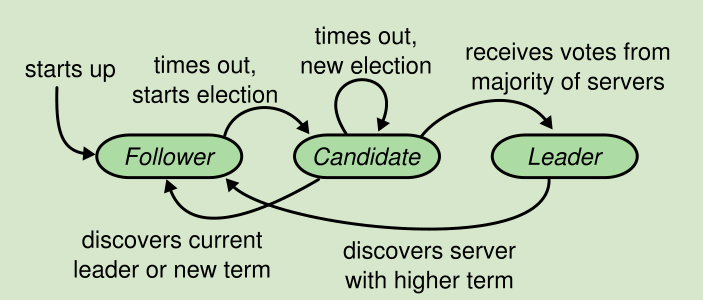 starts up
times out,
starts election
times out,
new election
receives votes from
majority of servers
Follower
Candidate
Leader
discovers current
leader or new term
discovers server
with higher term